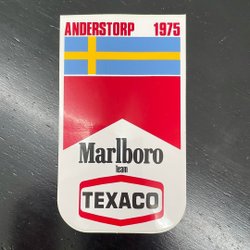 ANDERSTORP 1975
Marlboro
team
TEXACO